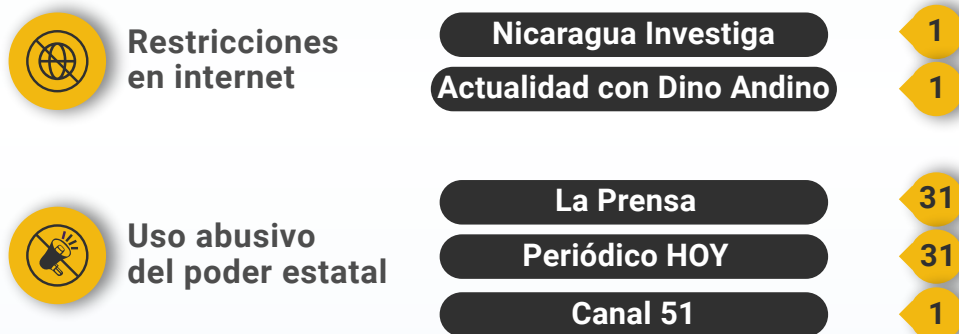 Restricciones
en internet
Nicaragua Investiga
1
Actualidad con Dino Andino
1
Uso abusivo
del poder estatal
La Prensa
31
Periódico HOY
31
Canal 51
1